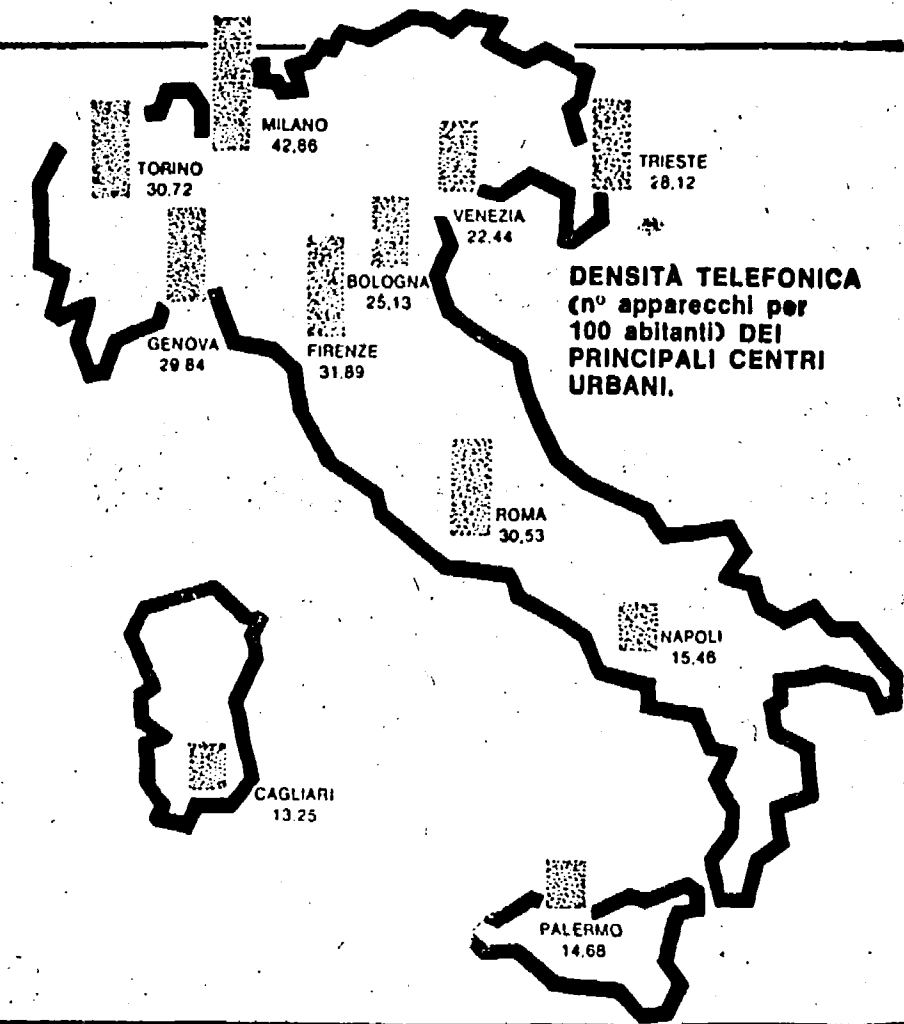 MILANO
42,86
TORINO
30.72
TRIESTE
28,12
VENEZIA
22.44
BOLOGNA
25,13
GENOVA
29.84
FIRENZE
31.89
DENSITÀ TELEFONICA
(nº apparecchi per
100 abitanti) DEI
PRINCIPALI CENTRI
URBANI.
ROMA
30,53
NAPOLI
15.46
CAGLIARI
13.25
PALERMO
14.68